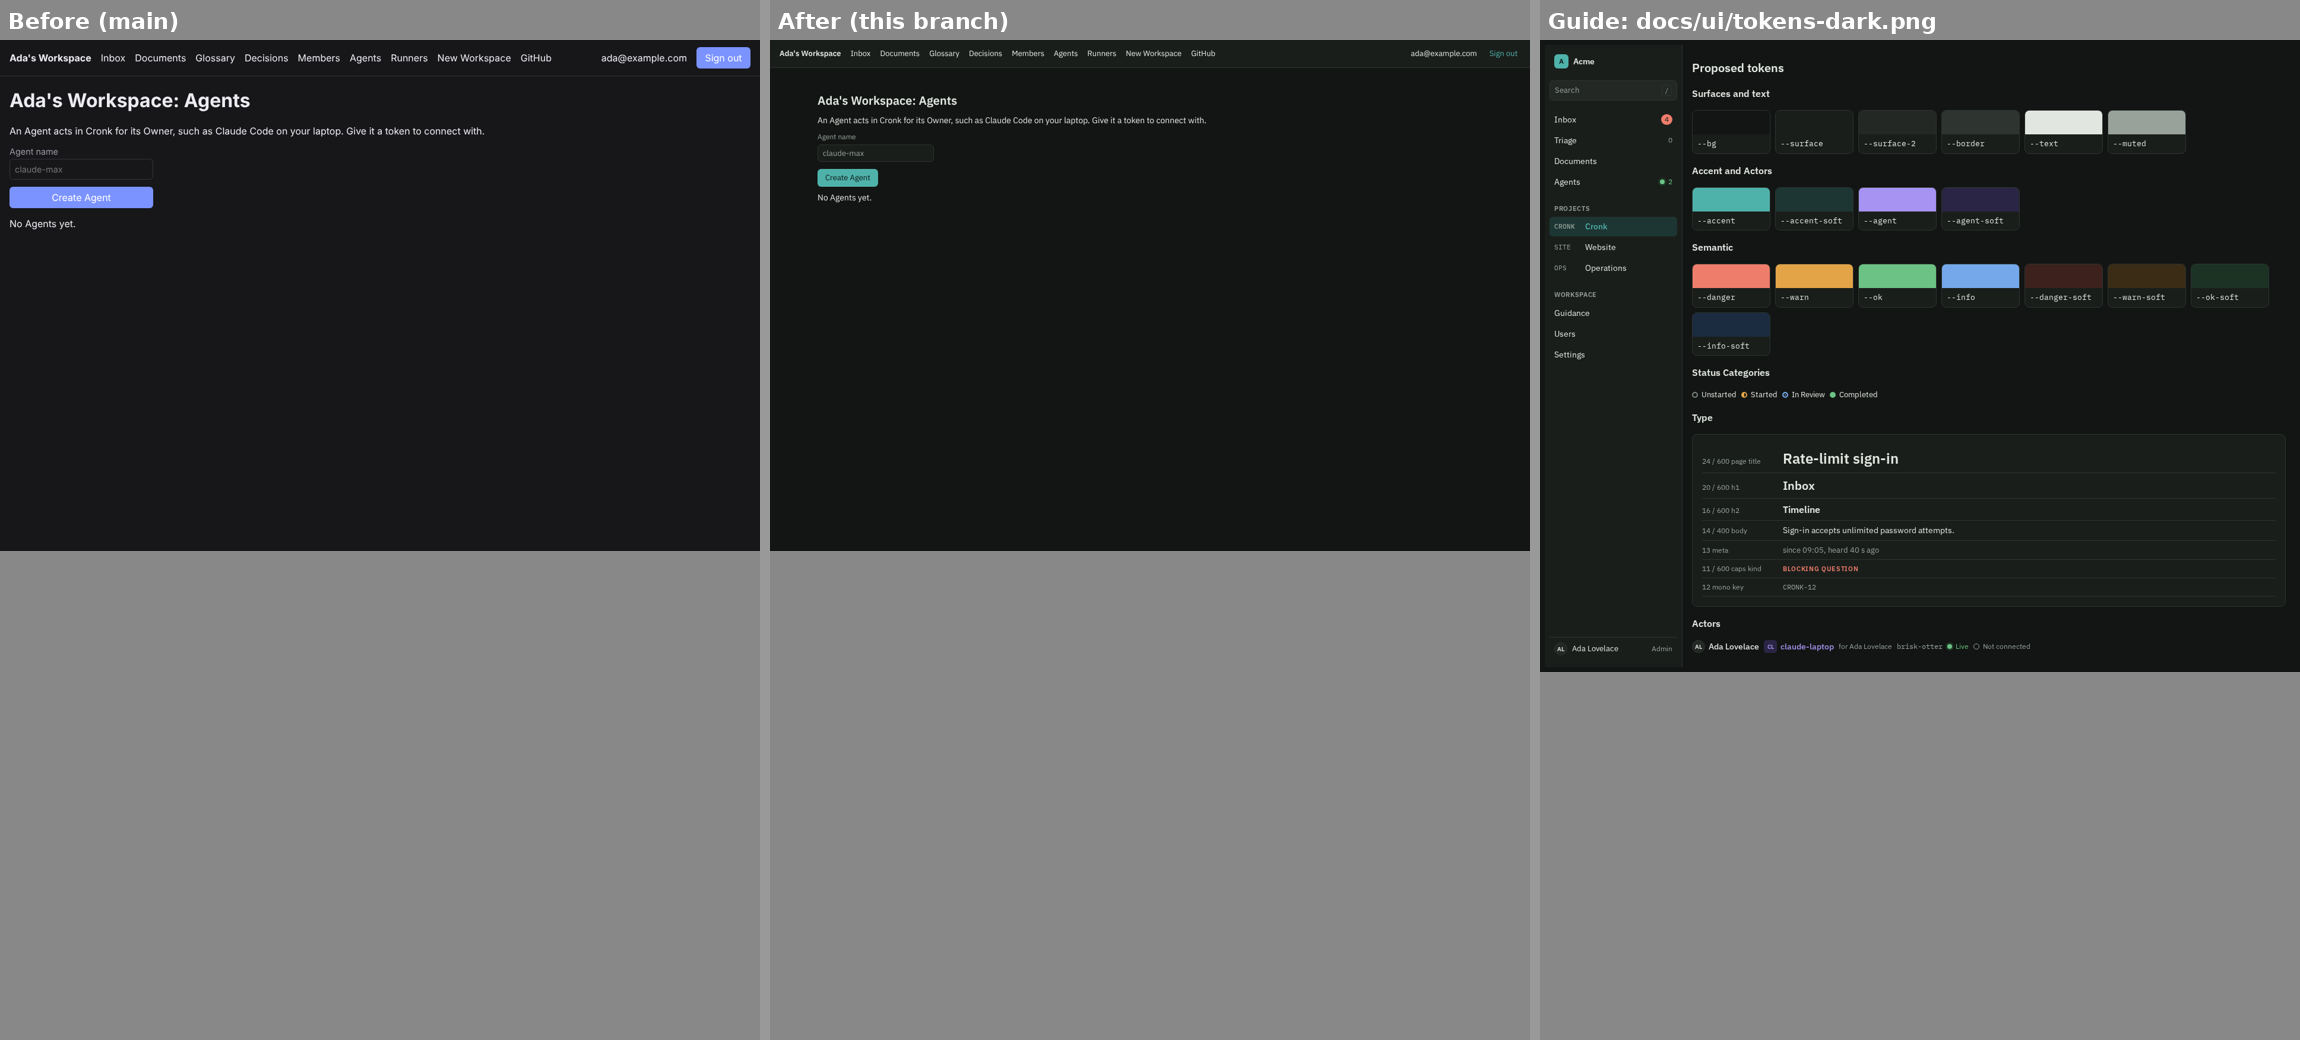 Before (main)
Ada's Workspace Inbox Documents Glossary Decisions Members Agents Runners New Workspace GitHub ada@example.com Sign out
Ada's Workspace: Agents
An Agent acts in Cronk for its Owner, such as Claude Code on your laptop. Give it a token to connect with.
Agent name
claude-max
Create Agent
No Agents yet.
After (this branch)
Ada's Workspace Inbox Documents Glossary Decisions Members Agents Runners New Workspace GitHub ada@example.com Sign out
Ada's Workspace: Agents
An Agent acts in Cronk for its Owner, such as Claude Code on your laptop. Give it a token to connect with.
Agent name
claude-max
Create Agent
No Agents yet.
Guide: docs/ui/tokens-dark.png
A Acme
Search /
Inbox 4
Triage 0
Documents
Agents 2
PROJECTS
CRONK Cronk
SITE Website
OPS Operations
WORKSPACE
Guidance
Users
Settings
AL Ada Lovelace Admin
Proposed tokens
Surfaces and text
--bg --surface --surface-2 --border --text --muted
Accent and Actors
--accent --accent-soft --agent --agent-soft
Semantic
--danger --warn --ok --info --danger-soft --warn-soft --ok-soft
--info-soft
Status Categories
Unstarted Started In Review Completed
Type
24 / 600 page title Rate-limit sign-in
20 / 600 h1 Inbox
16 / 600 h2 Timeline
14 / 400 body Sign-in accepts unlimited password attempts.
13 meta since 09:05, heard 40 s ago
11 / 600 caps kind BLOCKING QUESTION
12 mono key CRONK-12
Actors
AL Ada Lovelace CL claude-laptop for Ada Lovelace brisk-otter Live Not connected